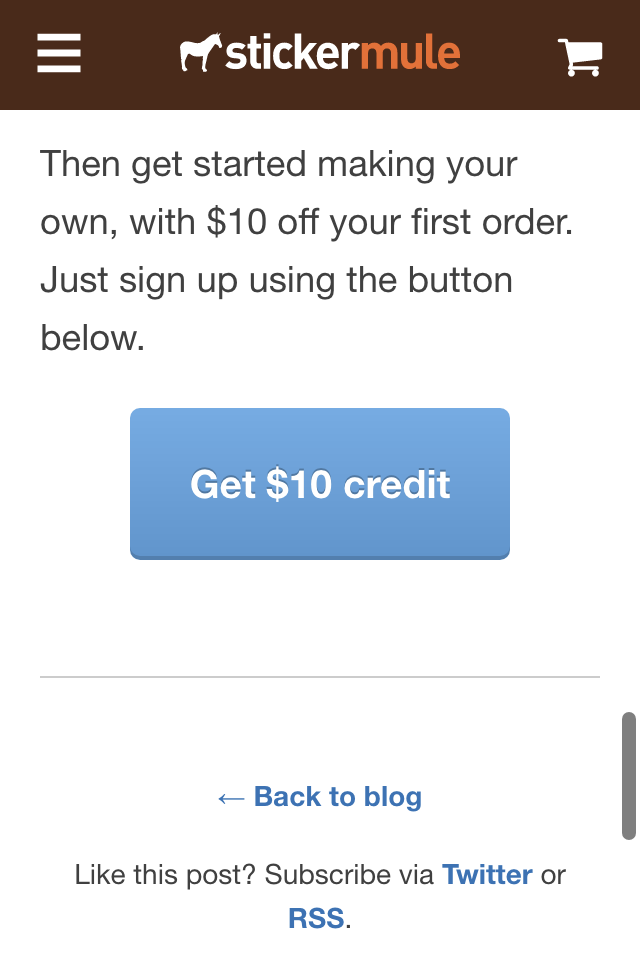 stickermule
Then get started making your
own, with $10 off your first order.
Just sign up using the button
below.
Get $10 credit
← Back to blog
Like this post? Subscribe via Twitter or
RSS.